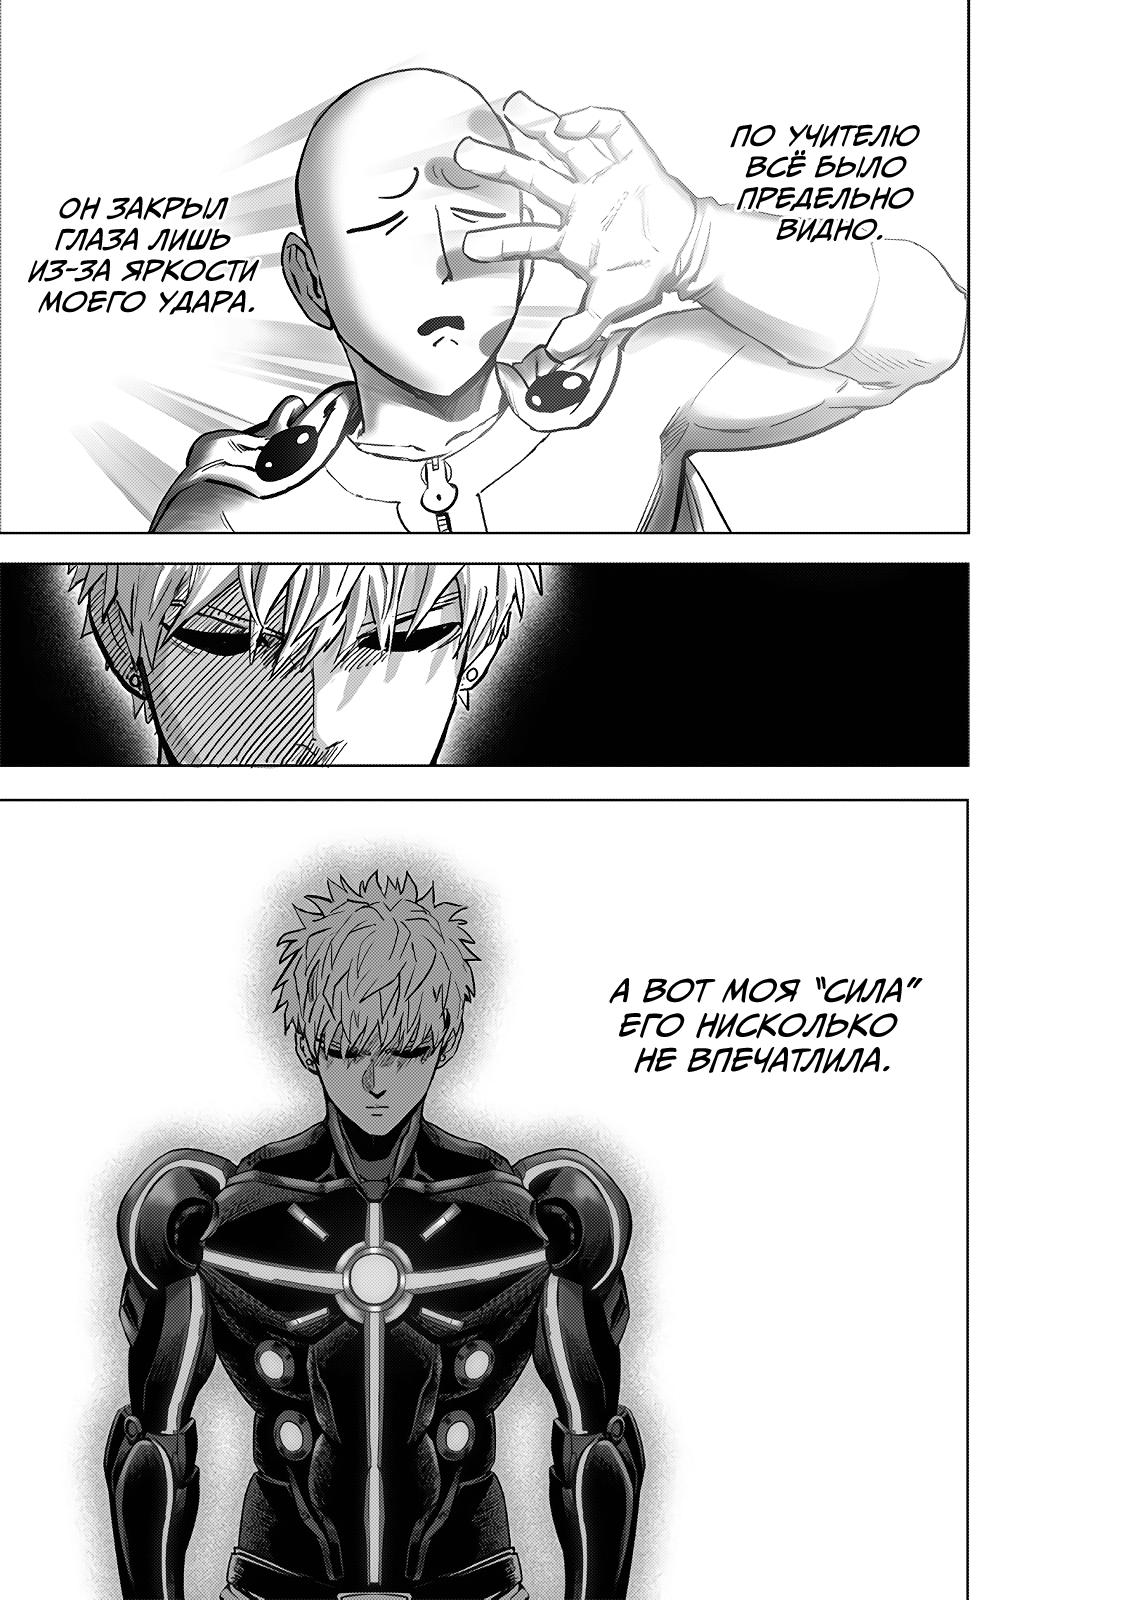 ПО УЧИТЕЛЮ
ВСЁ БЫЛО
ПРЕДЕЛЬНО
ВИДНО.
ОН ЗАКРЫЛ
ГЛАЗА ЛИШЬ
ИЗ-ЗА ЯРКОСТИ
МОЕГО УДАРА.
А ВОТ МОЯ “СИЛА”
ЕГО НИСКОЛЬКО
НЕ ВПЕЧАТЛИЛА.